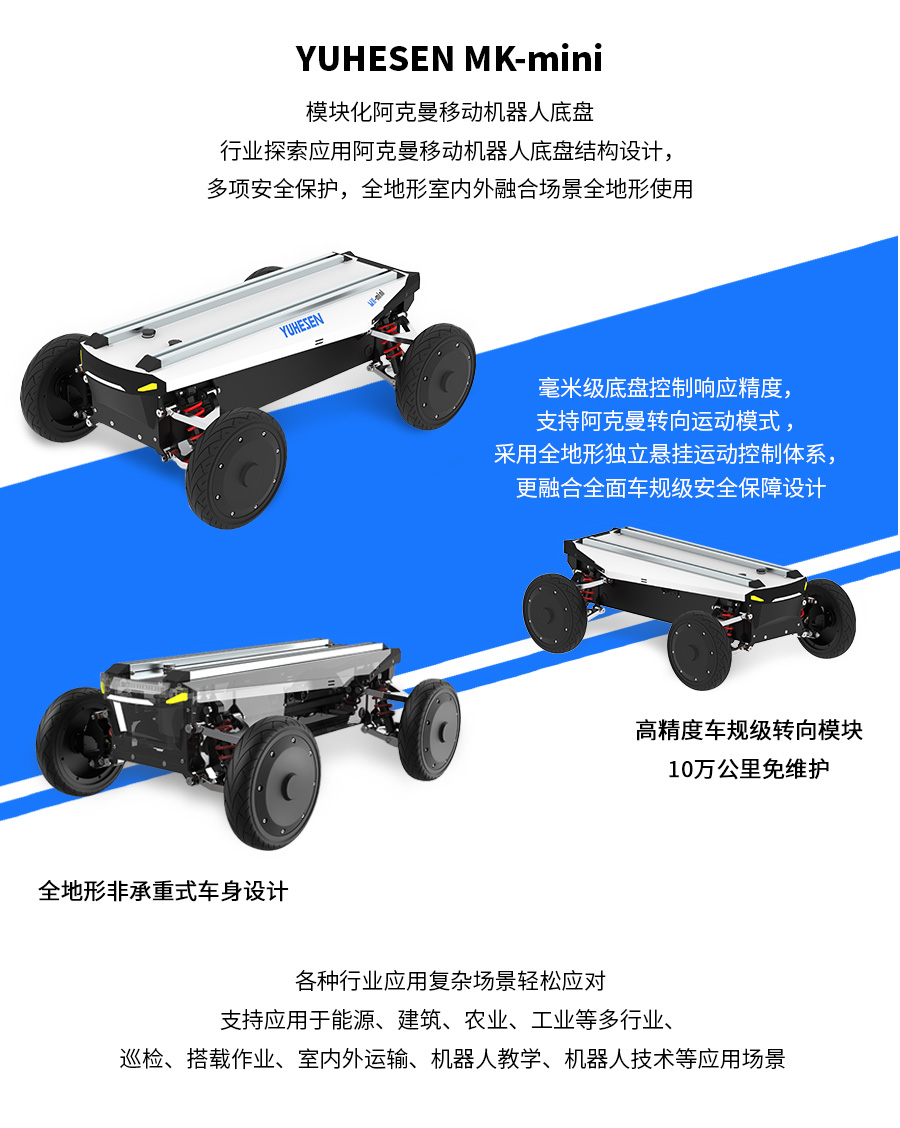 YUHESEN MK-mini
模块化阿克曼移动机器人底盘
行业探索应用阿克曼移动机器人底盘结构设计，
多项安全保护，全地形室内外融合场景全地形使用
MK-mini
YUHESEN
毫米级底盘控制响应精度，
支持阿克曼转向运动模式，
采用全地形独立悬挂运动控制体系，
更融合全面车规级安全保障设计
高精度车规级转向模块
10万公里免维护
全地形非承重式车身设计
各种行业应用复杂场景轻松应对
支持应用于能源、建筑、农业、工业等多行业、
巡检、搭载作业、室内外运输、机器人教学、机器人技术等应用场景